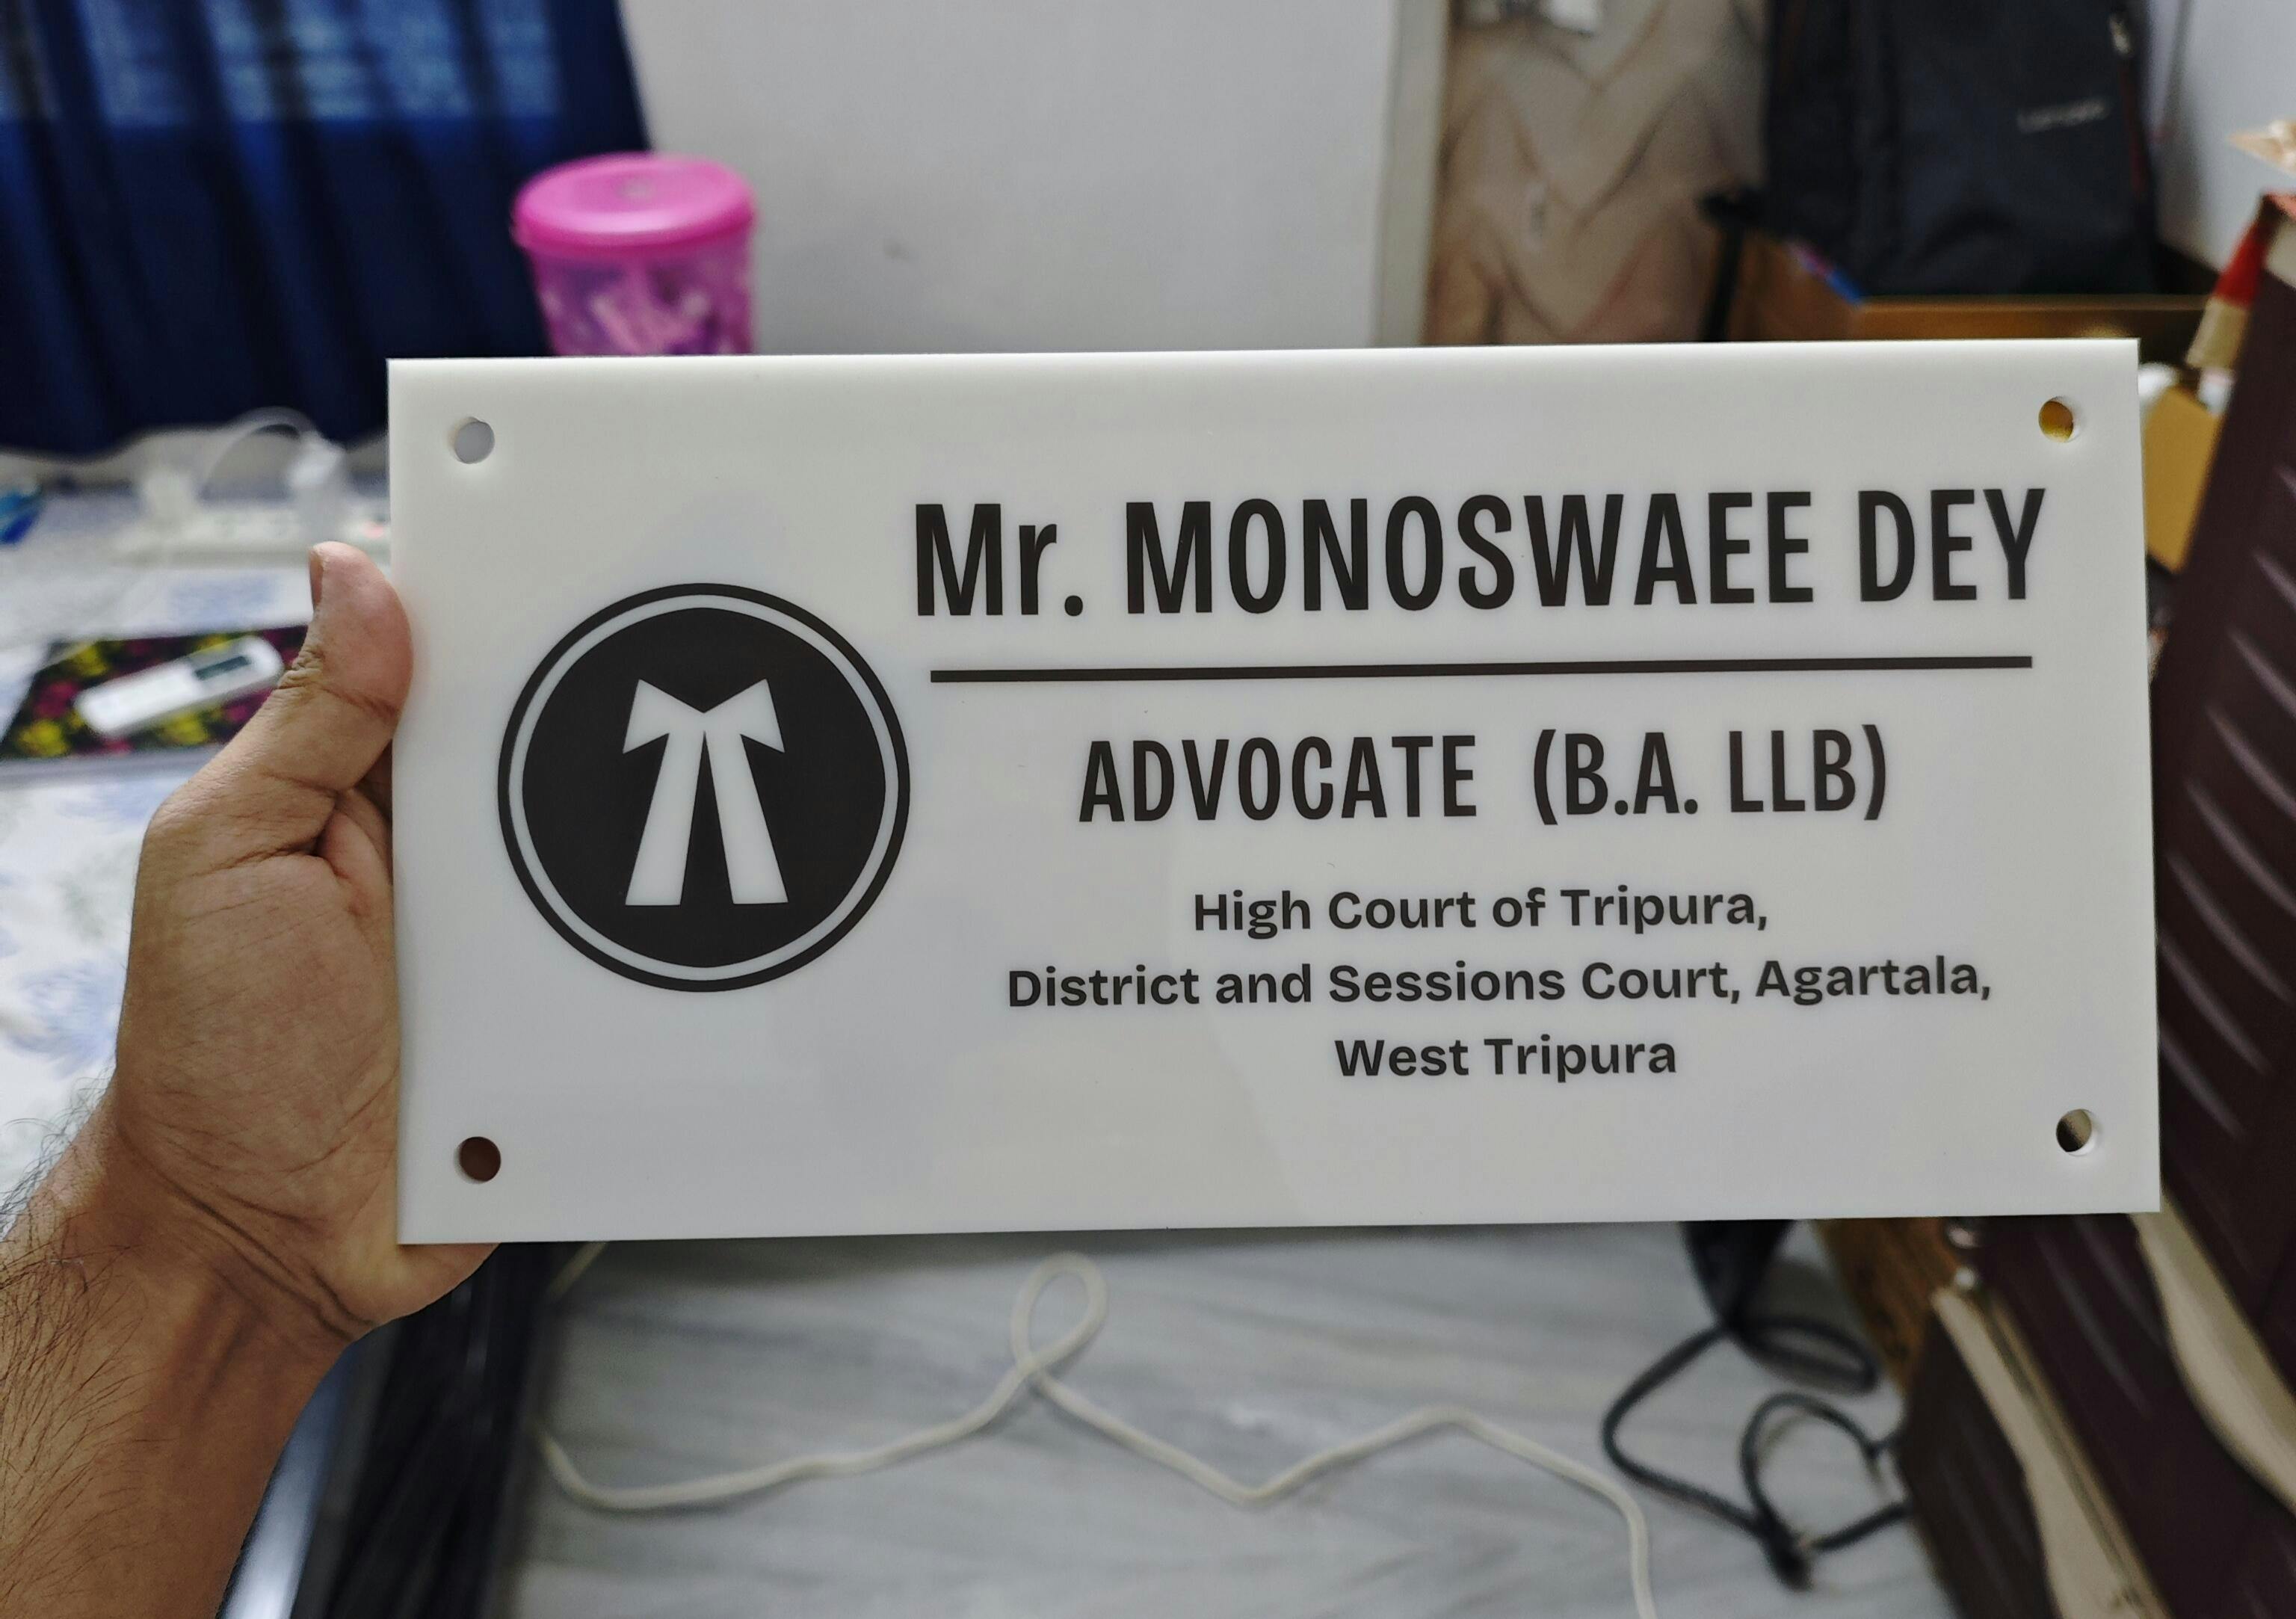 Mr. MONOSWAEE DEY
ADVOCATE (B.A. LLB)
High Court of Tripura,
District and Sessions Court, Agartala,
West Tripura